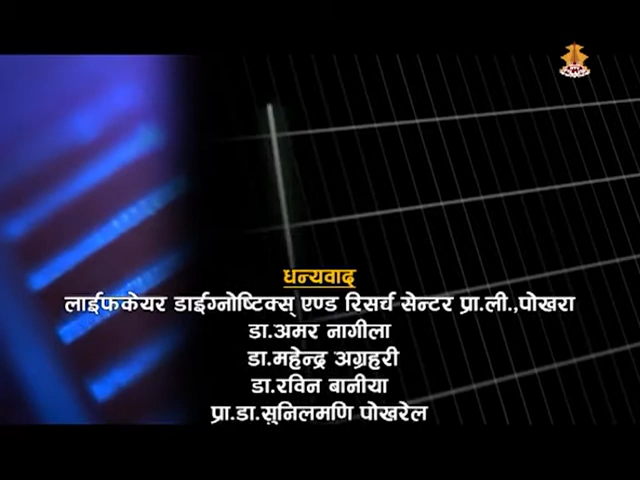 धन्यवाद्
लाईफकेयर डाईग्नोष्टिक्स् एण्ड रिसर्च सेन्टर प्रा.ली.,पोखरा
डा.अमर नागीला
डा.महेन्द्र अग्रहरी
डा.रविन बानीया
प्रा.डा.सुनिलमणि पोखरेल